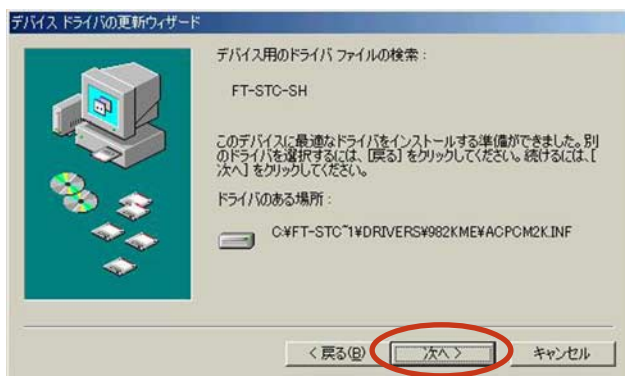 デバイス ドライバの更新ウィザード
デバイス用のドライバ ファイルの検索:
FT-STC-SH
このデバイスに最適なドライバをインストールする準備ができました。別
のドライバを選択するには、[戻る] をクリックしてください。続けるには、[
次へ] をクリックしてください。
ドライバのある場所:
C:¥FT-STC~1¥DRIVERS¥982KME¥ACPCM2K.INF
< 戻る(B)
次へ >
キャンセル